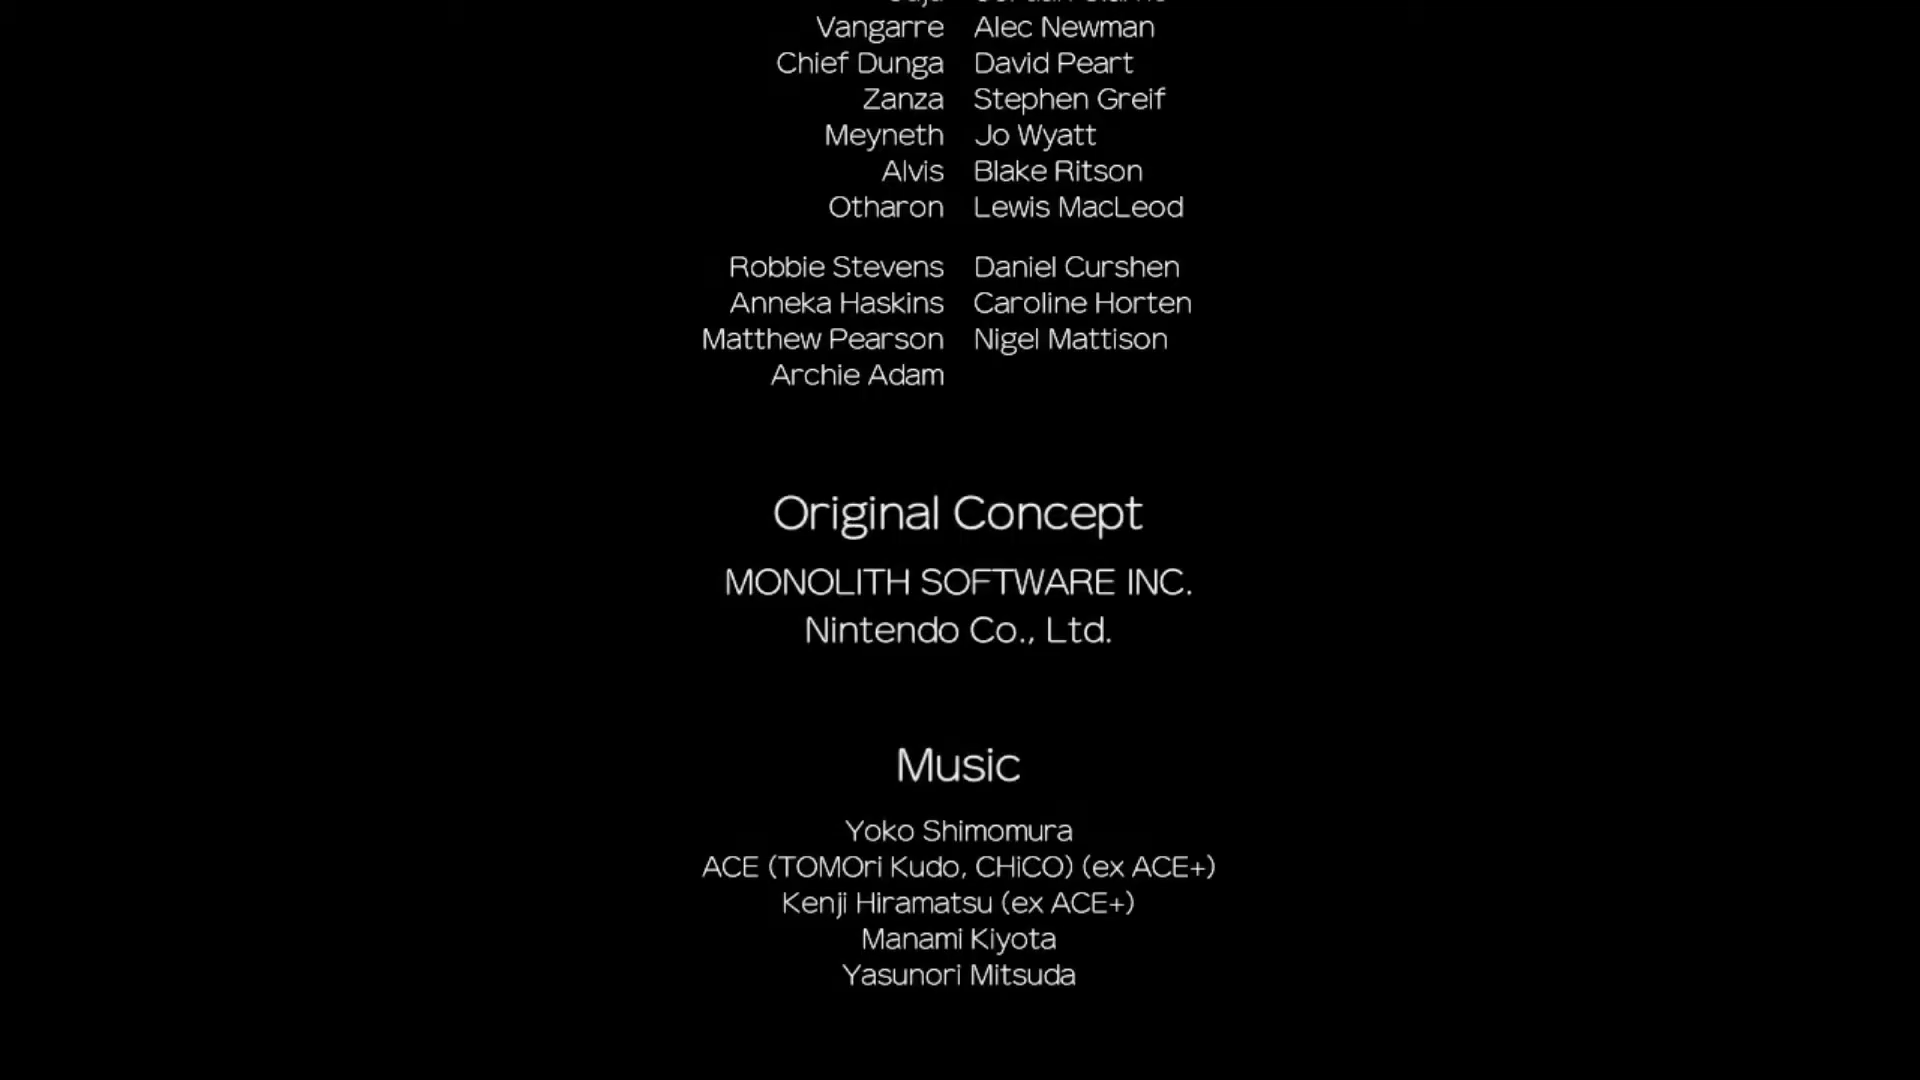 Vangarre Alec Newman
Chief Dunga David Peart
Zanza Stephen Greif
Meyneth Jo Wyatt
Alvis Blake Ritson
Otharon Lewis MacLeod
Robbie Stevens Daniel Curshen
Anneka Haskins Caroline Horten
Matthew Pearson Nigel Mattison
Archie Adam
Original Concept
MONOLITH SOFTWARE INC.
Nintendo Co., Ltd.
Music
Yoko Shimomura
ACE (TOMOri Kudo, CHiCO) (ex ACE+)
Kenji Hiramatsu (ex ACE+)
Manami Kiyota
Yasunori Mitsuda